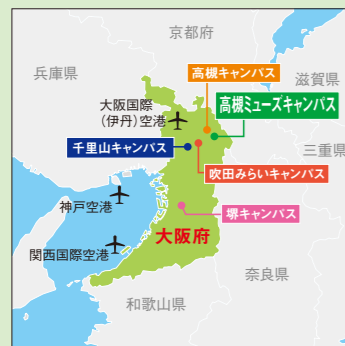 京都府
兵庫県
滋賀県
高槻キャンパス
高槻ミューズキャンパス
大阪国際
(伊丹)空港
千里山キャンパス
三重県
吹田みらいキャンパス
神戸空港
堺キャンパス
大阪府
関西国際空港
奈良県
和歌山県